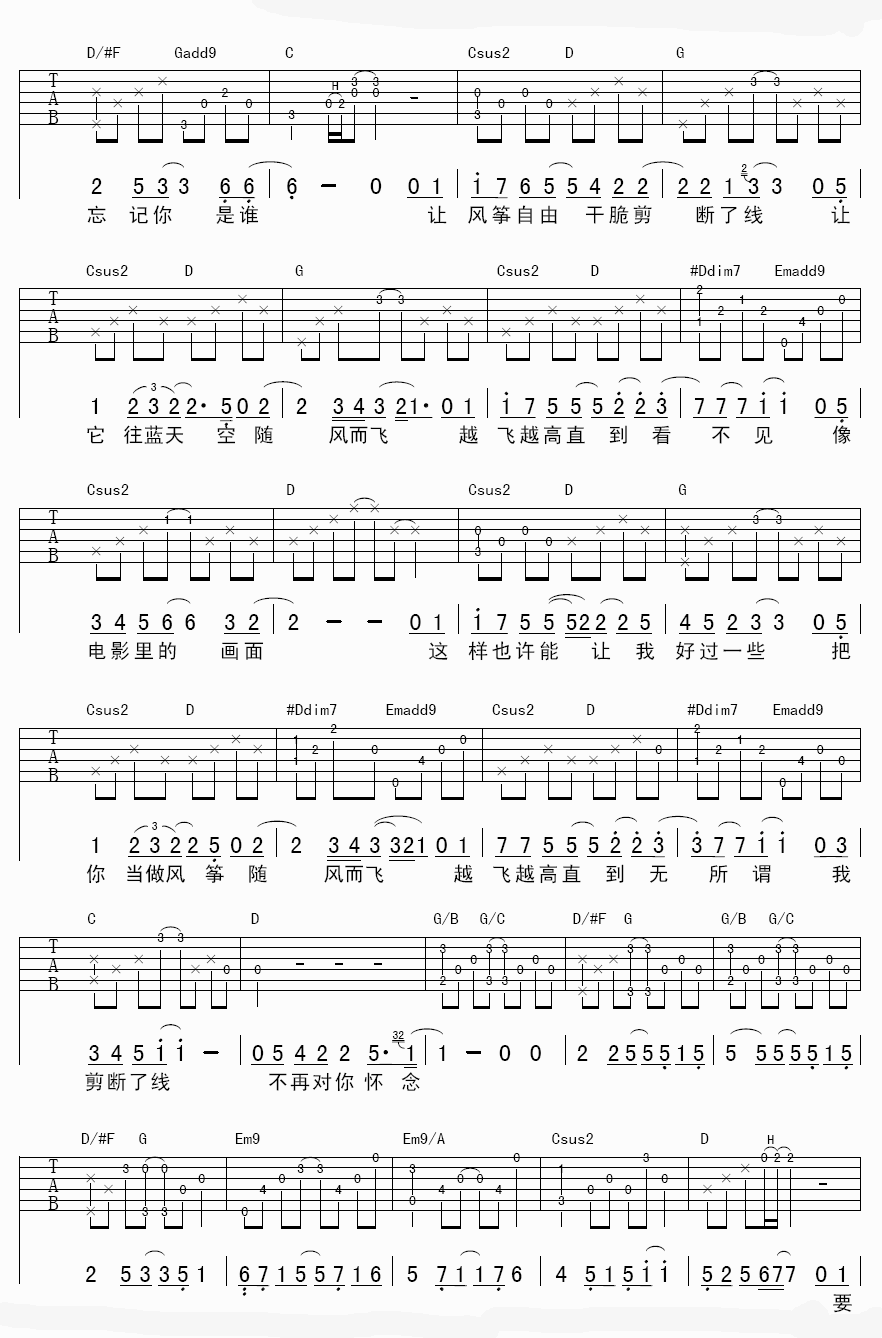 D/#F Gadd9 C Csus2 D G
T A B
H
2 5 3 3 6 6 6 - 0 0 1 1 7 6 5 5 4 2 2 2 2 1 2 3 3 0 5
忘 记你 是谁 让 风筝自由 干脆剪 断了线 让
Csus2 D G Csus2 D #Ddim7 Emadd9
T A B
1 2 3 2 2· 5 0 2 2 3 4 3 2 1· 0 1 1 7 5 5 5 2 2 3 7 7 7 1 1 0 5
它 往蓝天 空 随 风而飞 越 飞越高直 到 看 不 见 像
Csus2 D Csus2 D G
T A B
3 4 5 6 6 3 2 2 - - 0 1 1 7 5 5 5 2 2 2 5 4 5 2 3 3 0 5
电影里的 画面 这 样也许能 让 我 好过一些 把
Csus2 D #Ddim7 Emadd9 Csus2 D #Ddim7 Emadd9
T A B
1 2 3 2 2 5 0 2 2 3 4 3 3 2 1 0 1 7 7 5 5 5 2 2 3 3 7 7 1 1 0 3
你 当做风 筝 随 风而飞 越 飞越高直 到 无 所 谓 我
C D G/B G/C D/#F G G/B G/C
T A B
3 4 5 1 1 - 0 5 4 2 2 5· 32 1 1 - 0 0 2 2 5 5 5 1 5 5 5 5 5 5 1 5
剪断了线 不再对你 怀 念
D/#F G Em9 Em9/A Csus2 D H
T A B
2 5 3 3 5 1 6 7 1 5 5 7 1 6 5 7 1 1 7 6 4 5 1 5 1 1 5 2 5 6 7 7 0 1
要